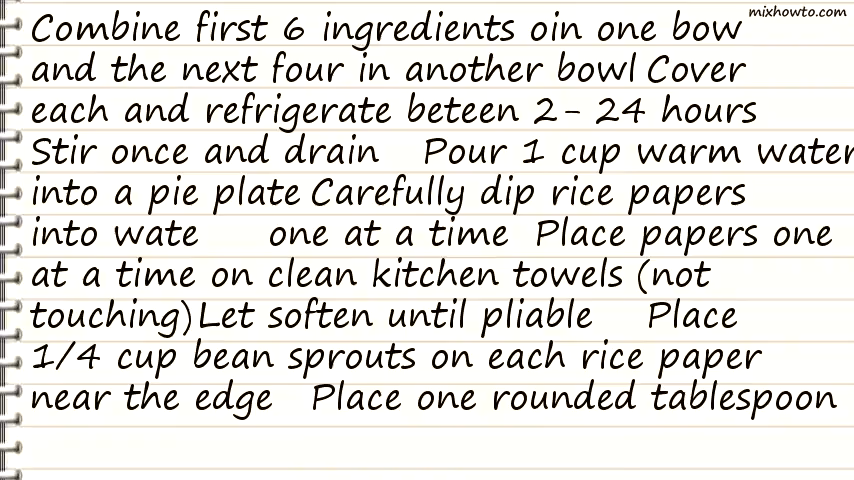 mixhowto.com
Combine first 6 ingredients oin one bow
and the next four in another bowl Cover
each and refrigerate beteen 2- 24 hours
Stir once and drain Pour 1 cup warm water
into a pie plate Carefully dip rice papers
into wate one at a time Place papers one
at a time on clean kitchen towels (not
touching) Let soften until pliable Place
1/4 cup bean sprouts on each rice paper
near the edge Place one rounded tablespoon